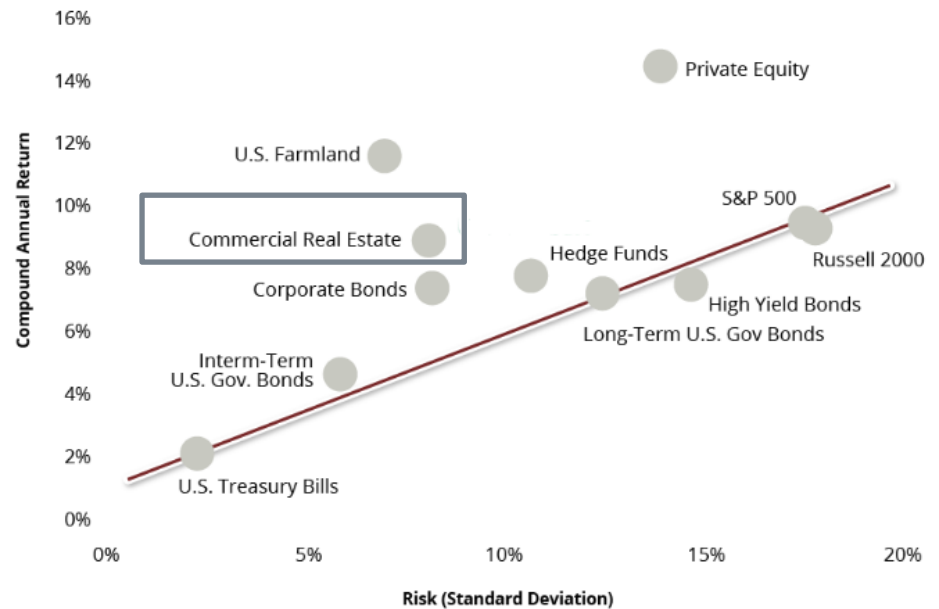 16%
14%
12%
10%
8%
6%
4%
2%
0%
Compound Annual Return
Private Equity
U.S. Farmland
S&P 500
Commercial Real Estate
Hedge Funds
Russell 2000
Corporate Bonds
High Yield Bonds
Long-Term U.S. Gov Bonds
Interm-Term
U.S. Gov. Bonds
U.S. Treasury Bills
0%
5%
10%
15%
20%
Risk (Standard Deviation)